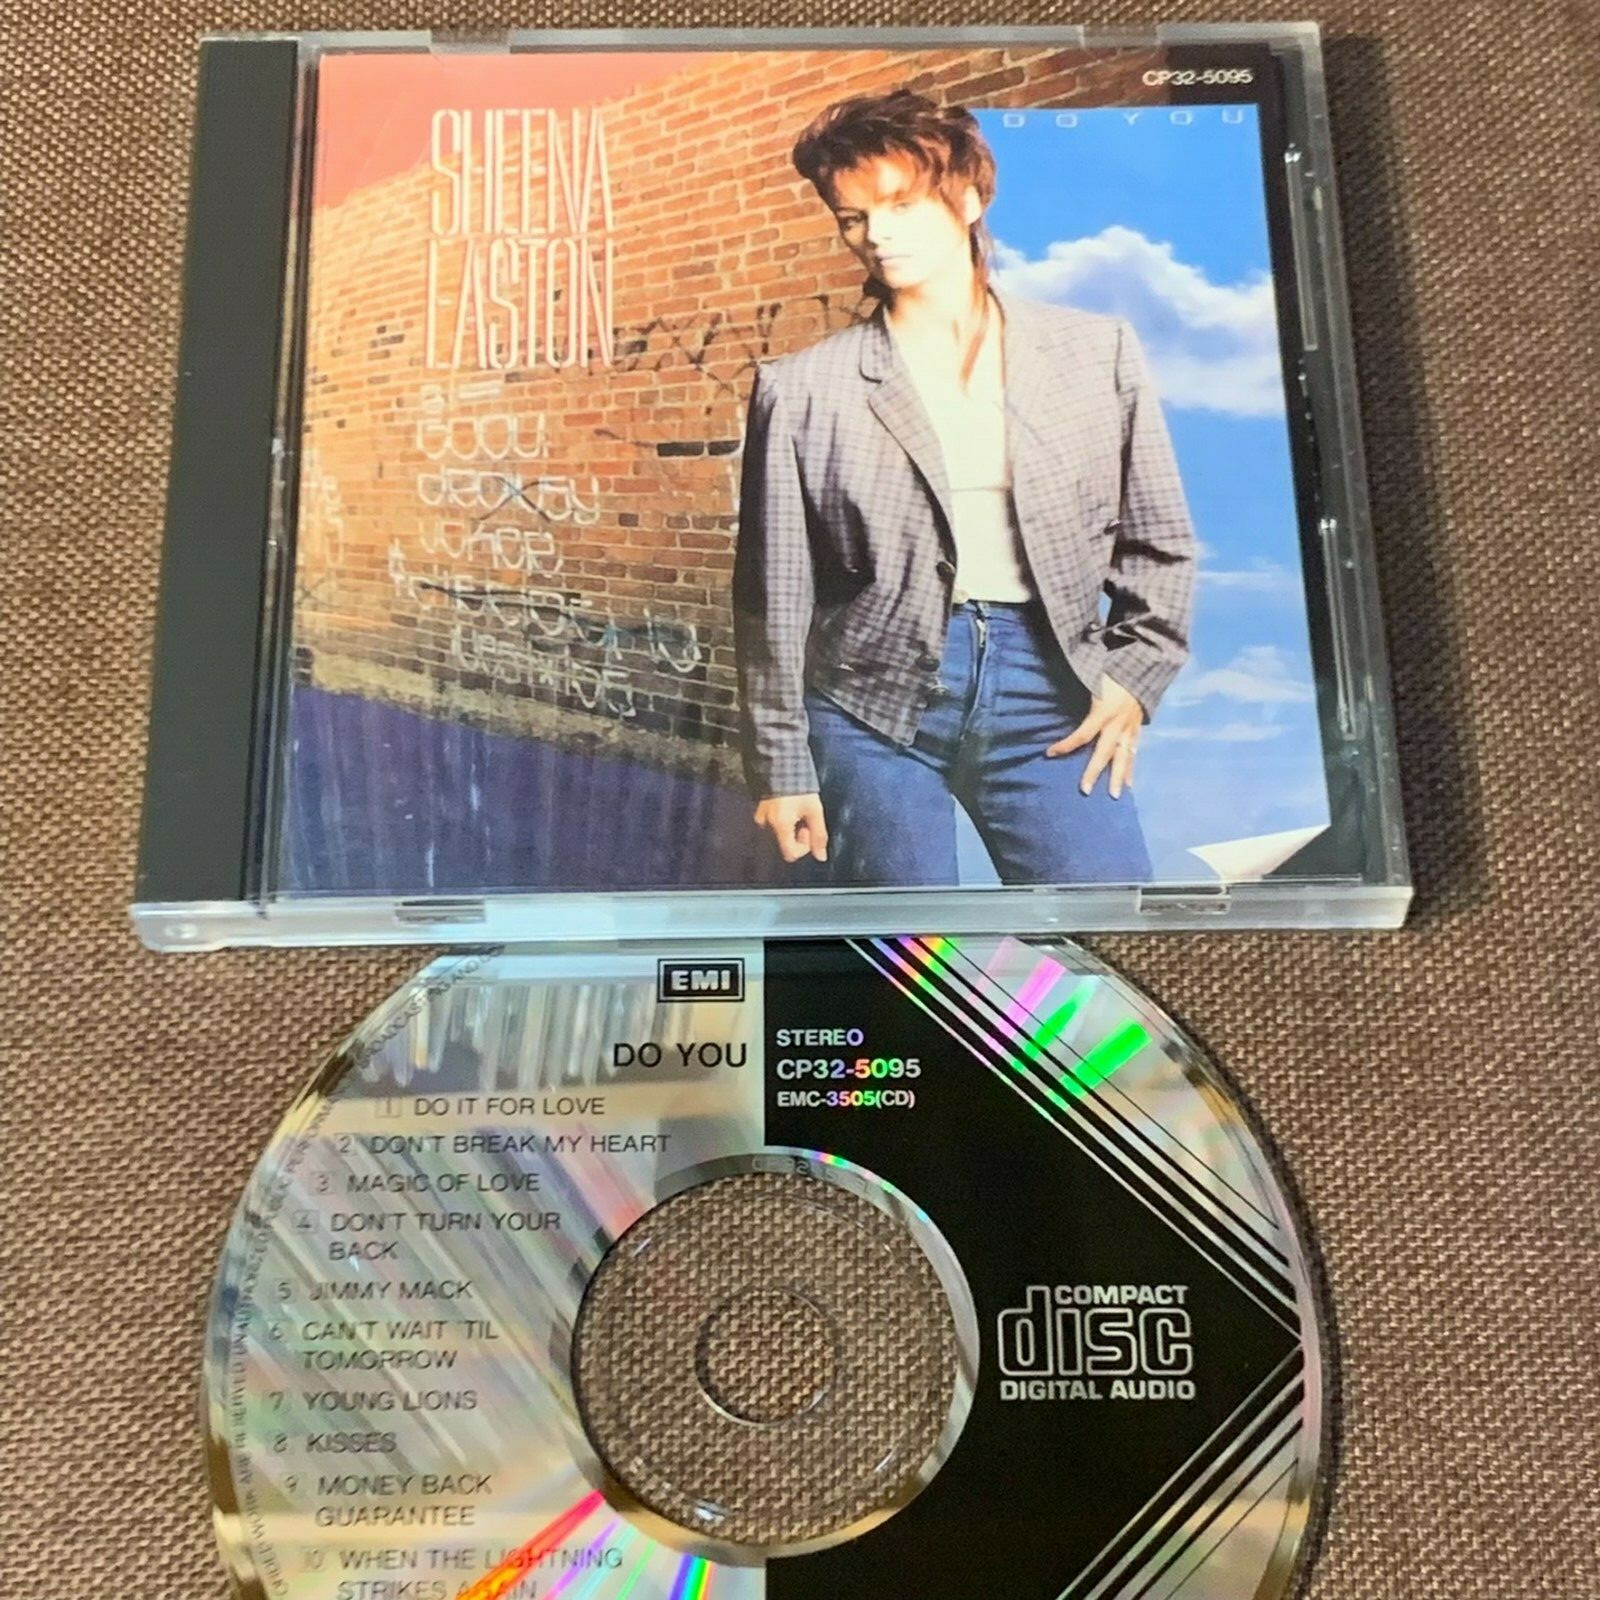 CP32-5095
DO YOU
SHEENA
EASTON
EMI
DO YOU
STEREO
CP32-5095
EMC-3505(CD)
1 DO IT FOR LOVE
2 DON'T BREAK MY HEART
3 MAGIC OF LOVE
4 DON'T TURN YOUR
BACK
5 JIMMY MACK
6 CAN'T WAIT 'TIL
TOMORROW
7 YOUNG LIONS
8 KISSES
9 MONEY BACK
GUARANTEE
10 WHEN THE LIGHTNING
STRIKES AGAIN
COMPACT
disc
DIGITAL AUDIO